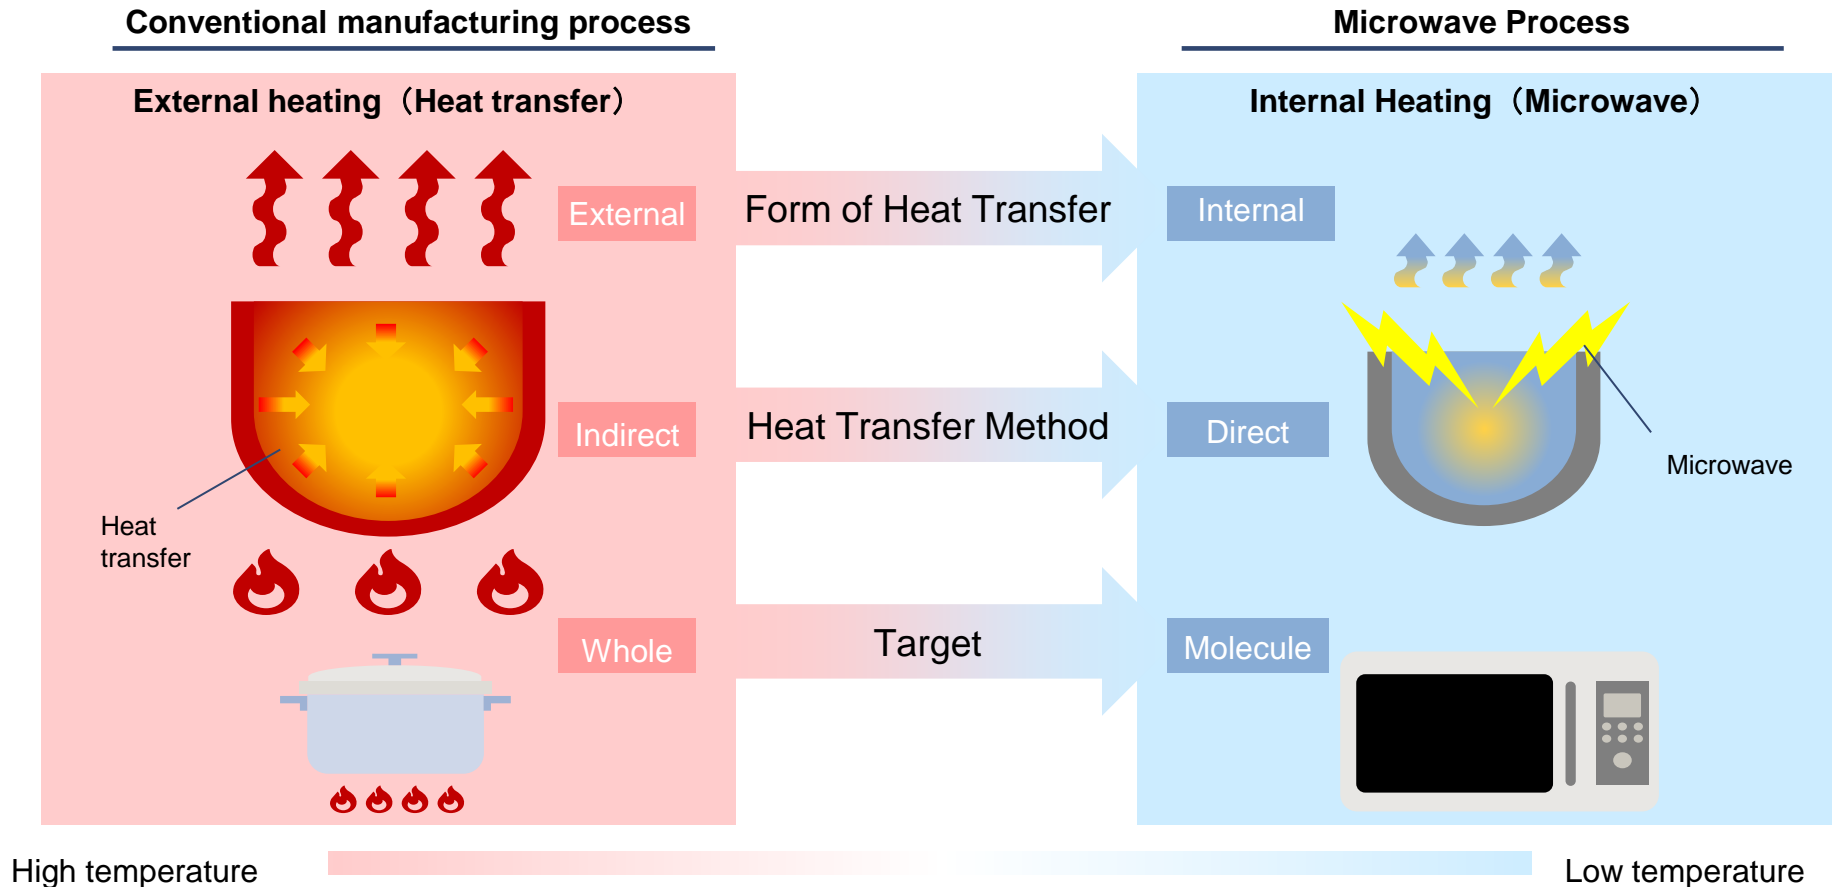 Conventional manufacturing process
Microwave Process
External heating（Heat transfer）
Internal Heating（Microwave）
External
Form of Heat Transfer
Internal
Indirect
Heat Transfer Method
Direct
Microwave
Heat
transfer
Whole
Target
Molecule
High temperature
Low temperature